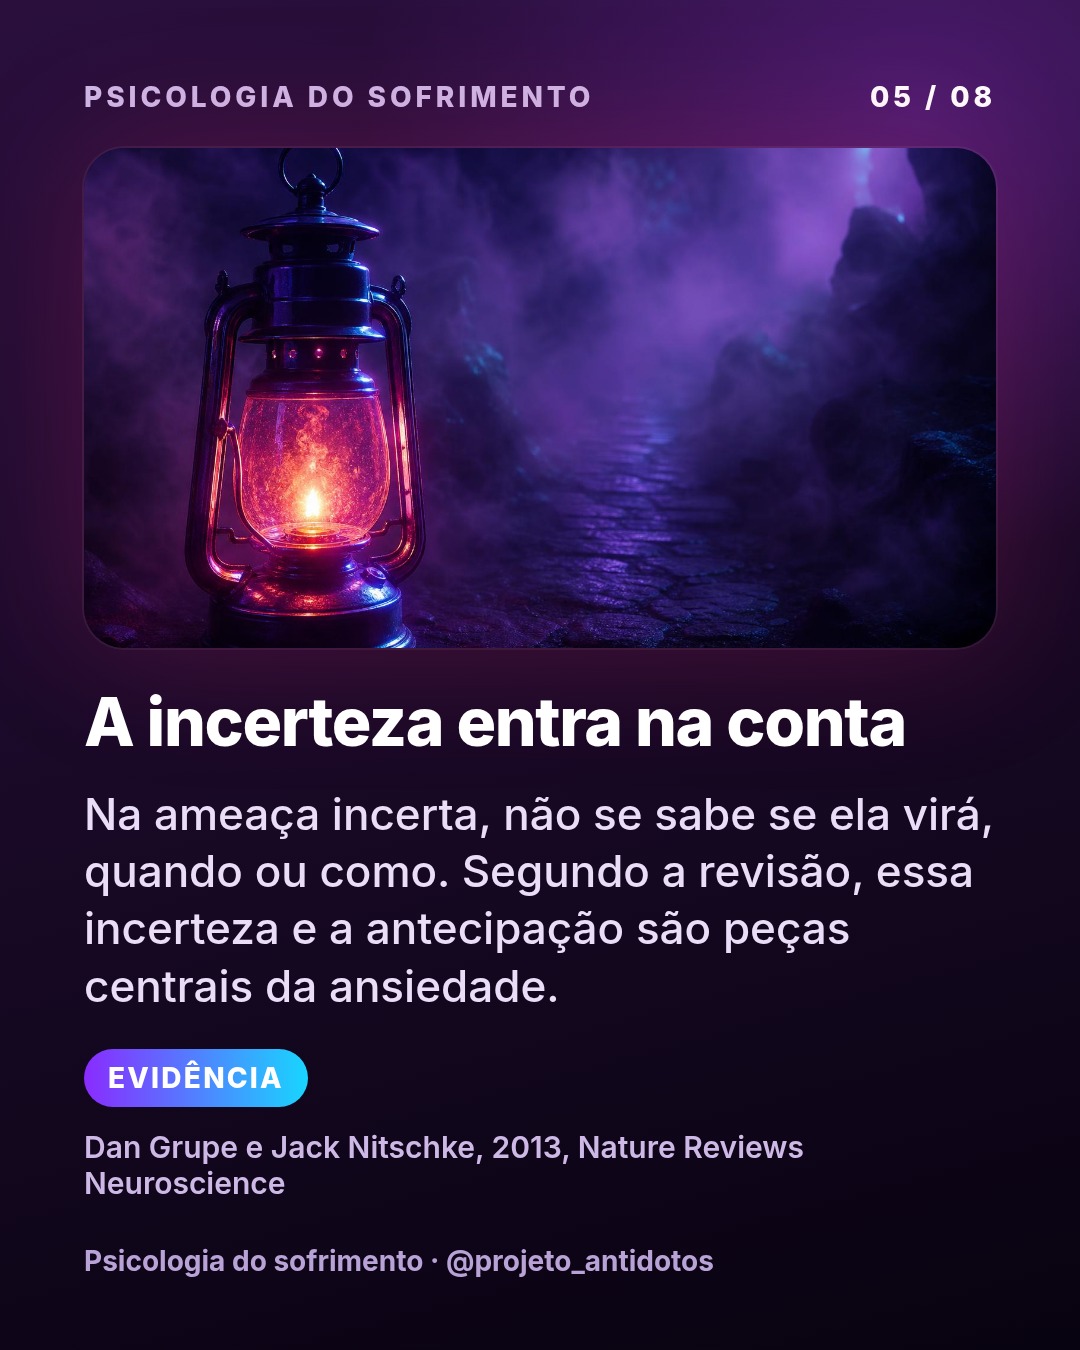 PSICOLOGIA DO SOFRIMENTO
05 / 08
A incerteza entra na conta
Na ameaça incerta, não se sabe se ela virá,
quando ou como. Segundo a revisão, essa
incerteza e a antecipação são peças
centrais da ansiedade.
EVIDÊNCIA
Dan Grupe e Jack Nitschke, 2013, Nature Reviews
Neuroscience
Psicologia do sofrimento · @projeto_antidotos